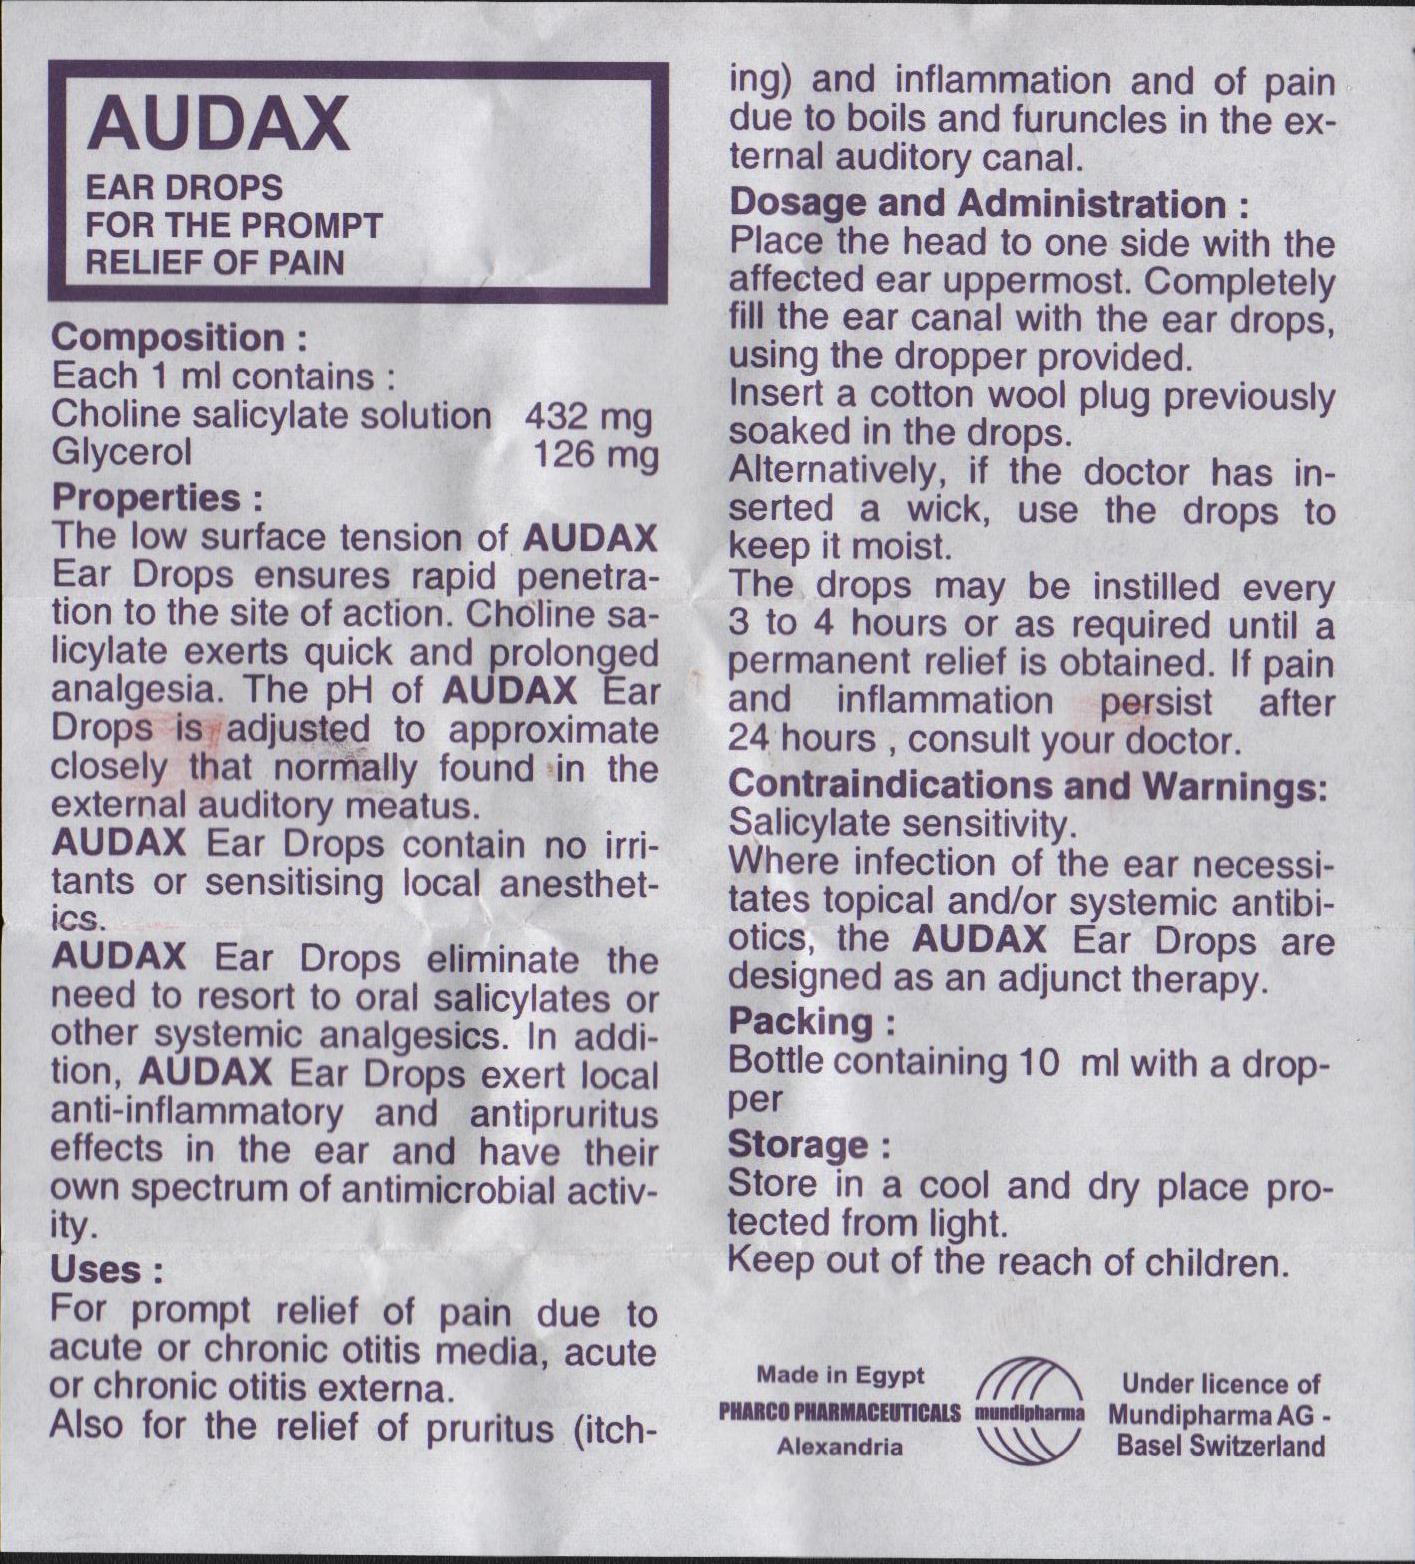 AUDAX
EAR DROPS
FOR THE PROMPT
RELIEF OF PAIN
Composition :
Each 1 ml contains :
Choline salicylate solution 432 mg
Glycerol 126 mg
Properties :
The low surface tension of AUDAX
Ear Drops ensures rapid penetra-
tion to the site of action. Choline sa-
licylate exerts quick and prolonged
analgesia. The pH of AUDAX Ear
Drops is adjusted to approximate
closely that normally found in the
external auditory meatus.
AUDAX Ear Drops contain no irri-
tants or sensitising local anesthet-
ics.
AUDAX Ear Drops eliminate the
need to resort to oral salicylates or
other systemic analgesics. In addi-
tion, AUDAX Ear Drops exert local
anti-inflammatory and antipruritus
effects in the ear and have their
own spectrum of antimicrobial activ-
ity.
Uses :
For prompt relief of pain due to
acute or chronic otitis media, acute
or chronic otitis externa.
Also for the relief of pruritus (itch-
ing) and inflammation and of pain
due to boils and furuncles in the ex-
ternal auditory canal.
Dosage and Administration :
Place the head to one side with the
affected ear uppermost. Completely
fill the ear canal with the ear drops,
using the dropper provided.
Insert a cotton wool plug previously
soaked in the drops.
Alternatively, if the doctor has in-
serted a wick, use the drops to
keep it moist.
The drops may be instilled every
3 to 4 hours or as required until a
permanent relief is obtained. If pain
and inflammation persist after
24 hours , consult your doctor.
Contraindications and Warnings:
Salicylate sensitivity.
Where infection of the ear necessi-
tates topical and/or systemic antibi-
otics, the AUDAX Ear Drops are
designed as an adjunct therapy.
Packing :
Bottle containing 10 ml with a drop-
per
Storage :
Store in a cool and dry place pro-
tected from light.
Keep out of the reach of children.
Made in Egypt
PHARCO PHARMACEUTICALS
Alexandria
mundipharma
Under licence of
Mundipharma AG -
Basel Switzerland